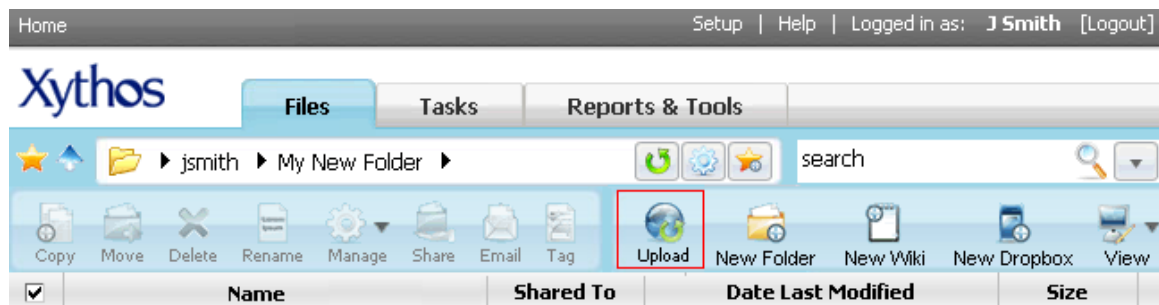 Home Setup | Help | Logged in as: J Smith [Logout]
Xythos Files Tasks Reports & Tools
jsmith My New Folder search
Copy Move Delete Rename Manage Share Email Tag Upload New Folder New Wiki New Dropbox View
Name Shared To Date Last Modified Size